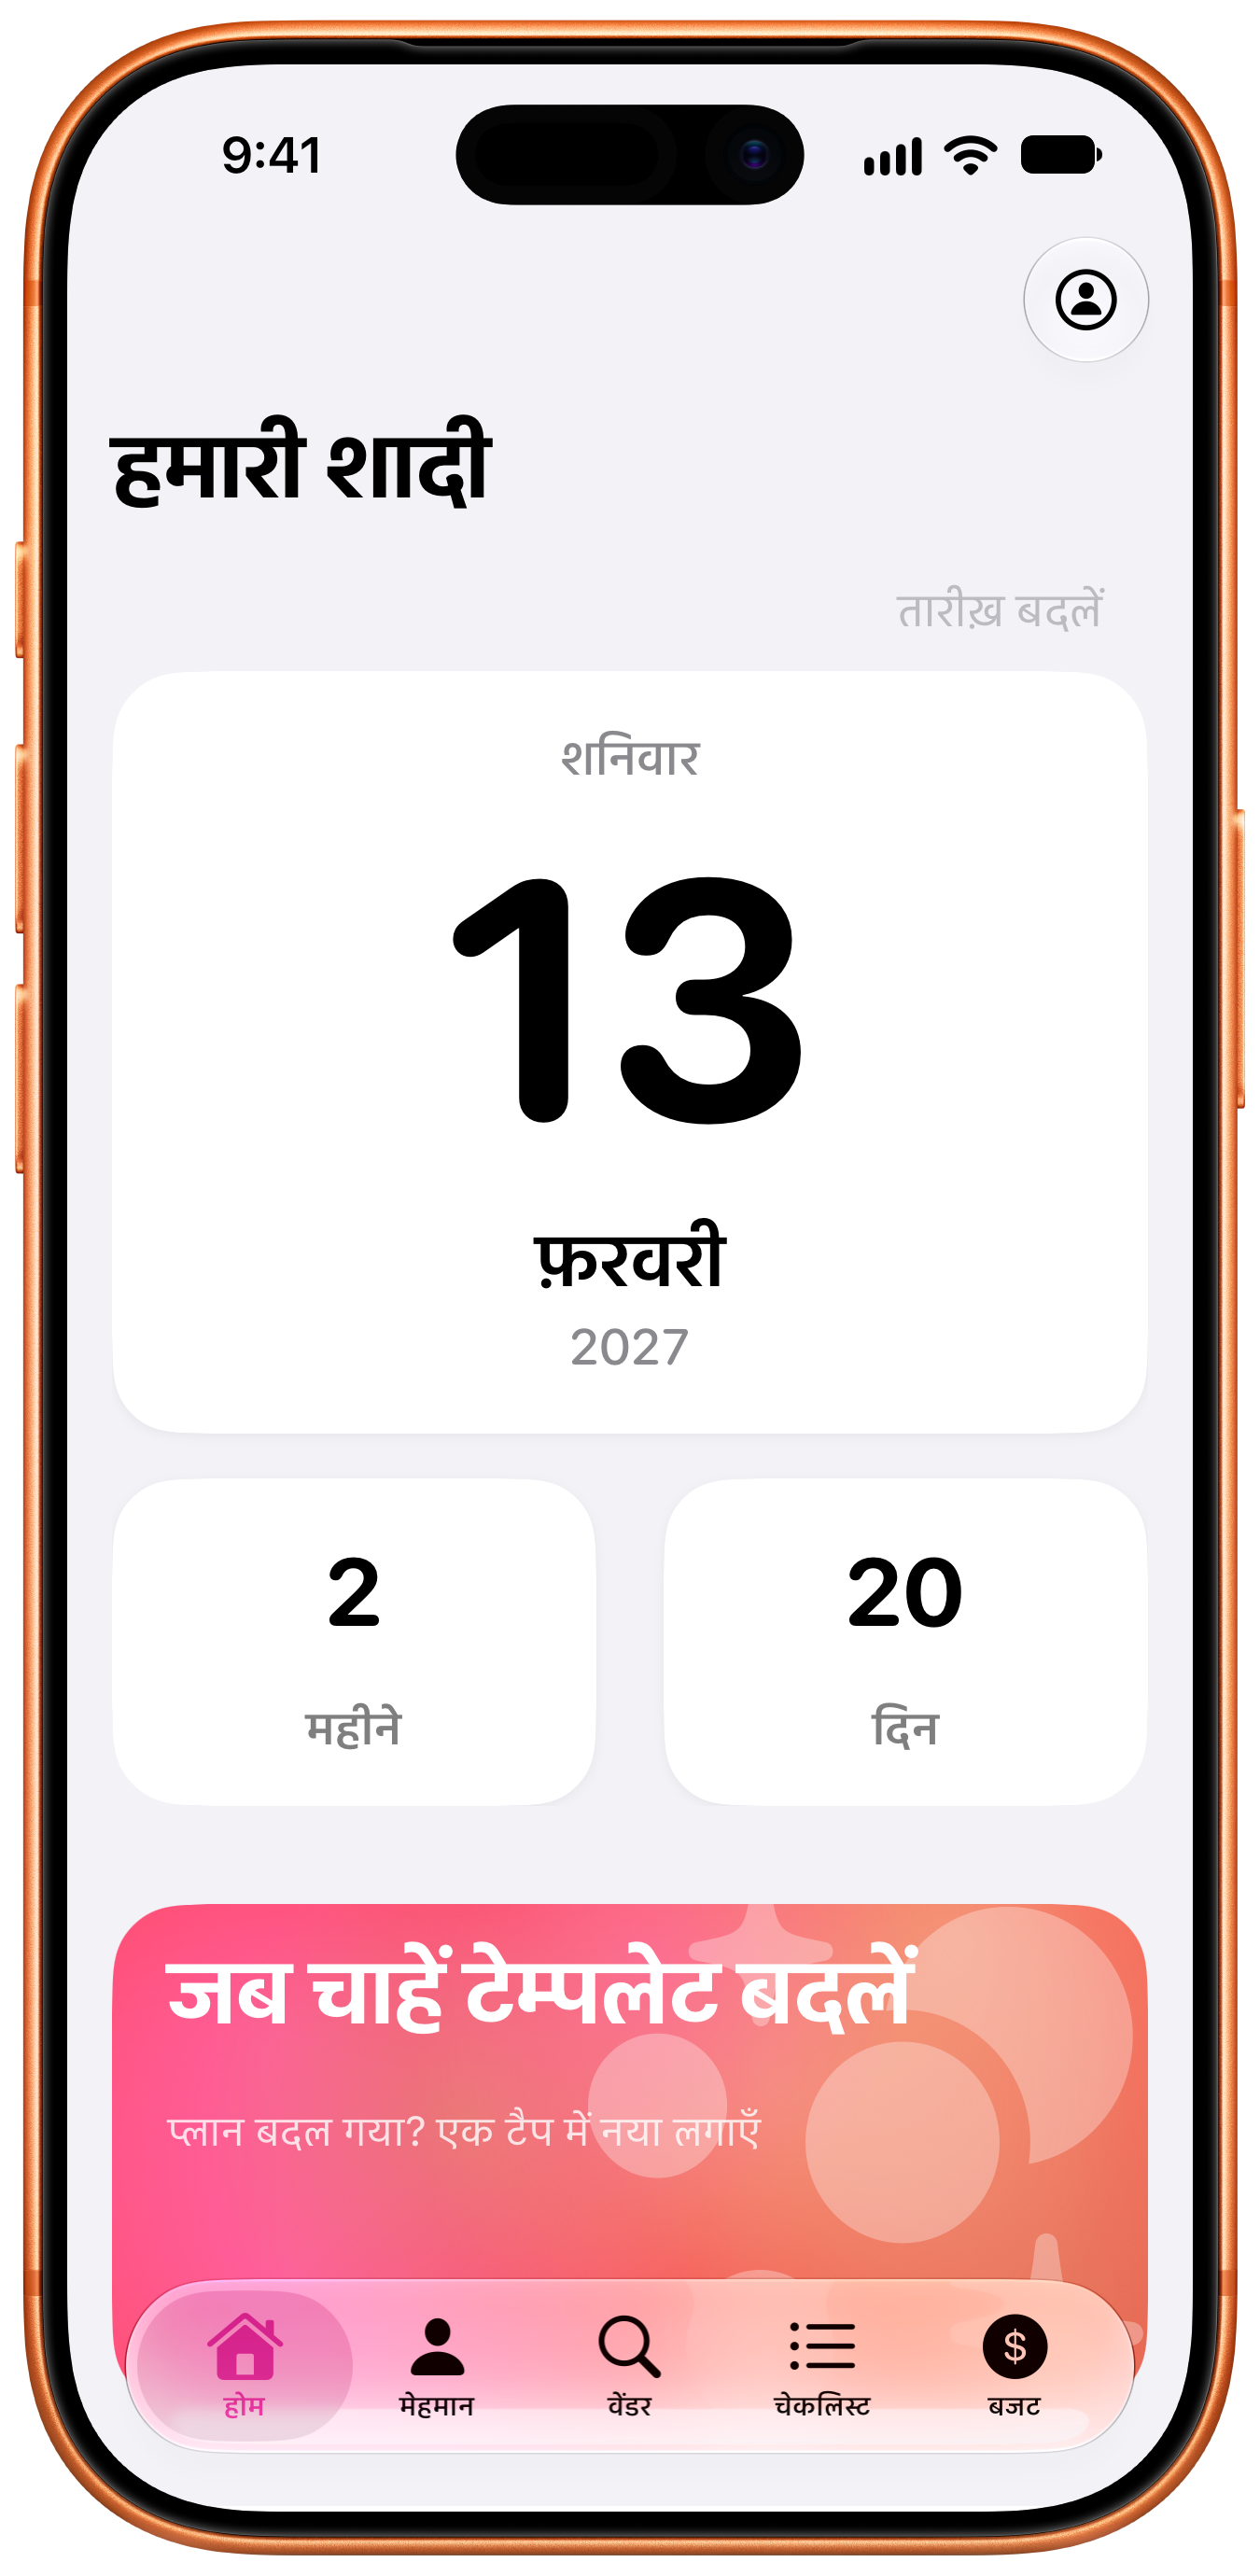 9:41
हमारी शादी
तारीख़ बदलें
शनिवार
13
फ़रवरी
2027
2
महीने
20
दिन
जब चाहें टेम्पलेट बदलें
प्लान बदल गया? एक टैप में नया लगाएँ
होम
मेहमान
वेंडर
चेकलिस्ट
$
बजट